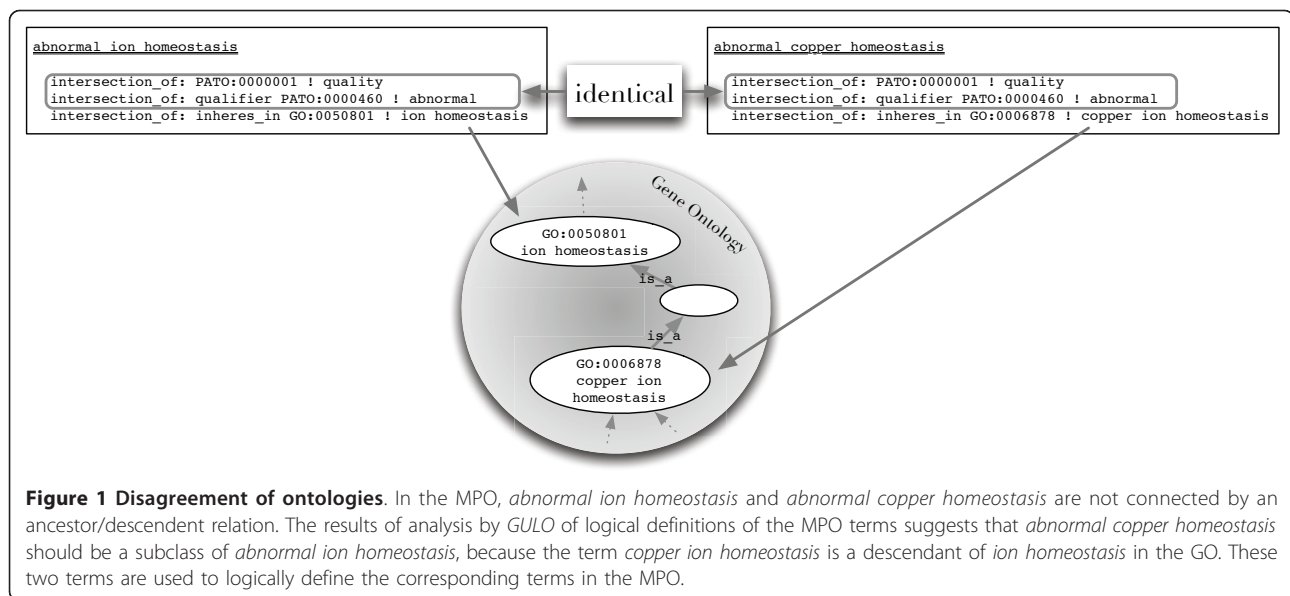 abnormal ion homeostasis
intersection_of: PATO:0000001 ! quality
intersection_of: qualifier PATO:0000460 ! abnormal
intersection_of: inheres_in GO:0050801 ! ion homeostasis
identical
abnormal copper homeostasis
intersection_of: PATO:0000001 ! quality
intersection_of: qualifier PATO:0000460 ! abnormal
intersection_of: inheres_in GO:0006878 ! copper ion homeostasis
Gene Ontology
GO:0050801
ion homeostasis
is_a
is_a
GO:0006878
copper ion
homeostasis
Figure 1 Disagreement of ontologies. In the MPO, abnormal ion homeostasis and abnormal copper homeostasis are not connected by an
ancestor/descendent relation. The results of analysis by GULO of logical definitions of the MPO terms suggests that abnormal copper homeostasis
should be a subclass of abnormal ion homeostasis, because the term copper ion homeostasis is a descendant of ion homeostasis in the GO. These
two terms are used to logically define the corresponding terms in the MPO.